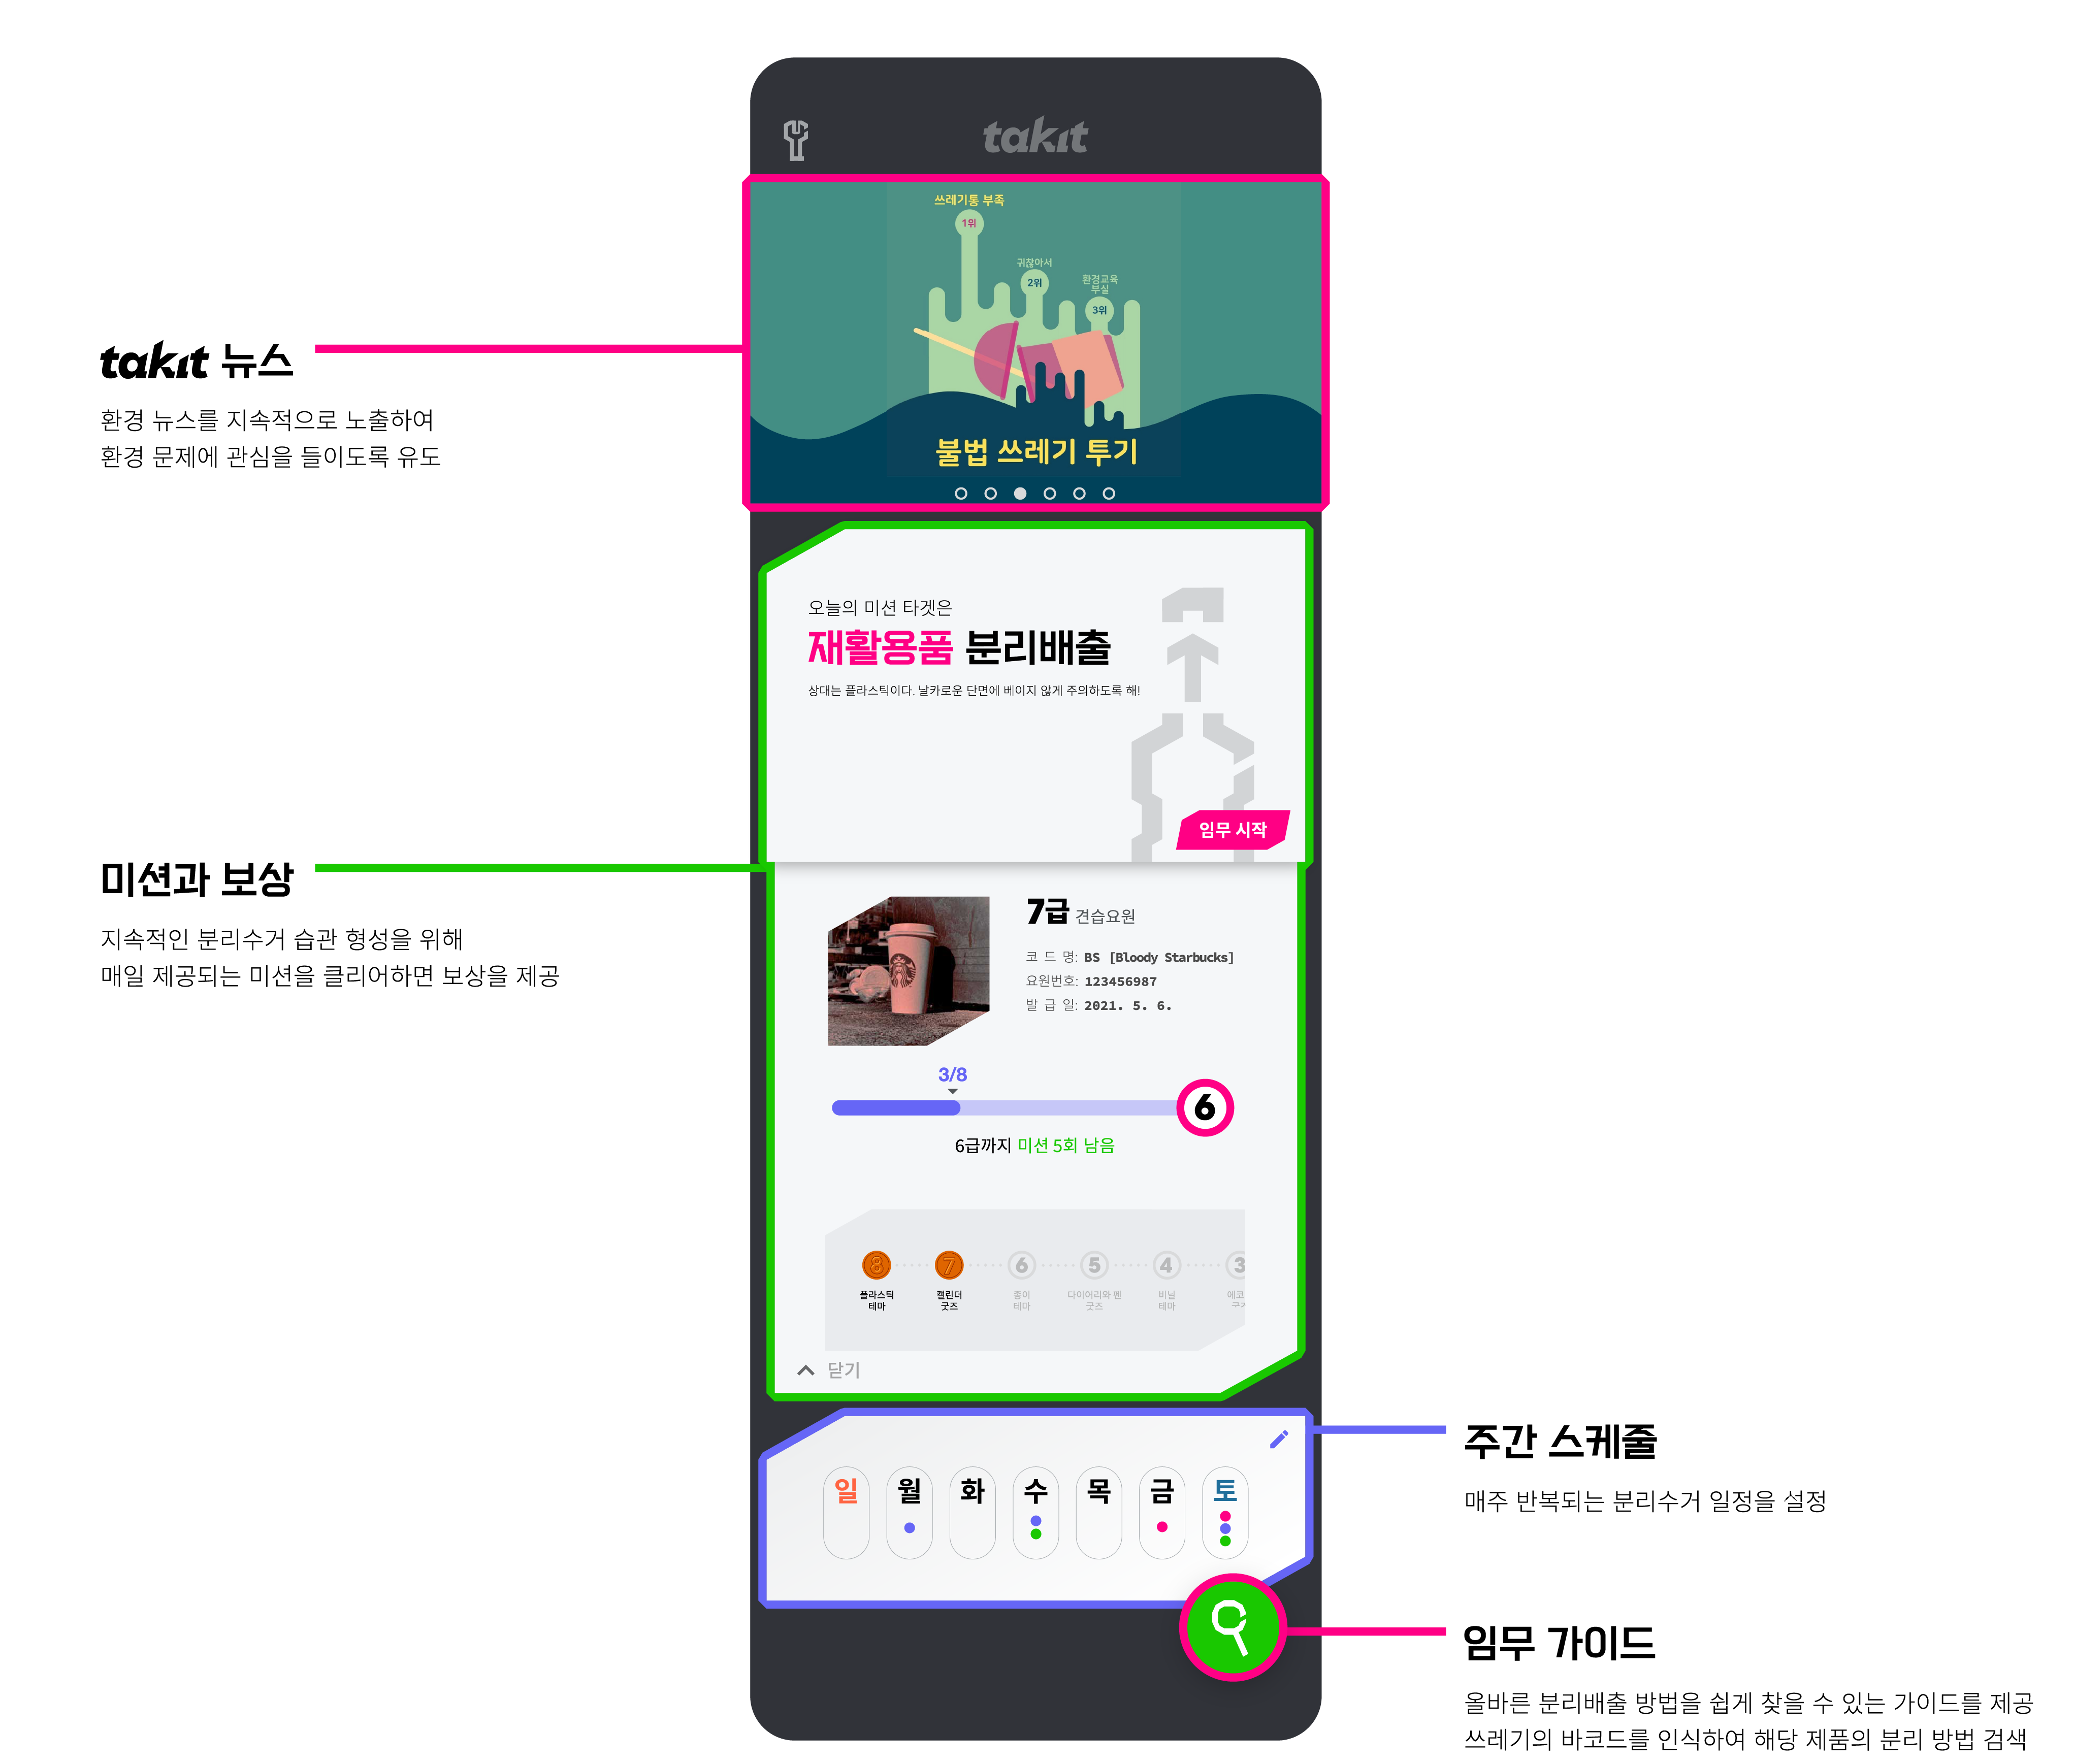 takit
쓰레기통 부족
1위
귀찮아서
2위
환경교육
부실
3위
불법 쓰레기 투기
takit 뉴스
환경 뉴스를 지속적으로 노출하여
환경 문제에 관심을 들이도록 유도
오늘의 미션 타겟은
재활용품 분리배출
상대는 플라스틱이다. 날카로운 단면에 베이지 않게 주의하도록 해!
임무 시작
미션과 보상
지속적인 분리수거 습관 형성을 위해
매일 제공되는 미션을 클리어하면 보상을 제공
7급 견습요원
코 드 명: BS [Bloody Starbucks]
요원번호: 123456987
발 급 일: 2021. 5. 6.
3/8
6
6급까지 미션 5회 남음
8 7 6 5 4 3
플라스틱 테마
캘린더 굿즈
종이 테마
다이어리와 펜 굿즈
비닐 테마
에코
닫기
주간 스케줄
매주 반복되는 분리수거 일정을 설정
일 월 화 수 목 금 토
임무 가이드
올바른 분리배출 방법을 쉽게 찾을 수 있는 가이드를 제공
쓰레기의 바코드를 인식하여 해당 제품의 분리 방법 검색